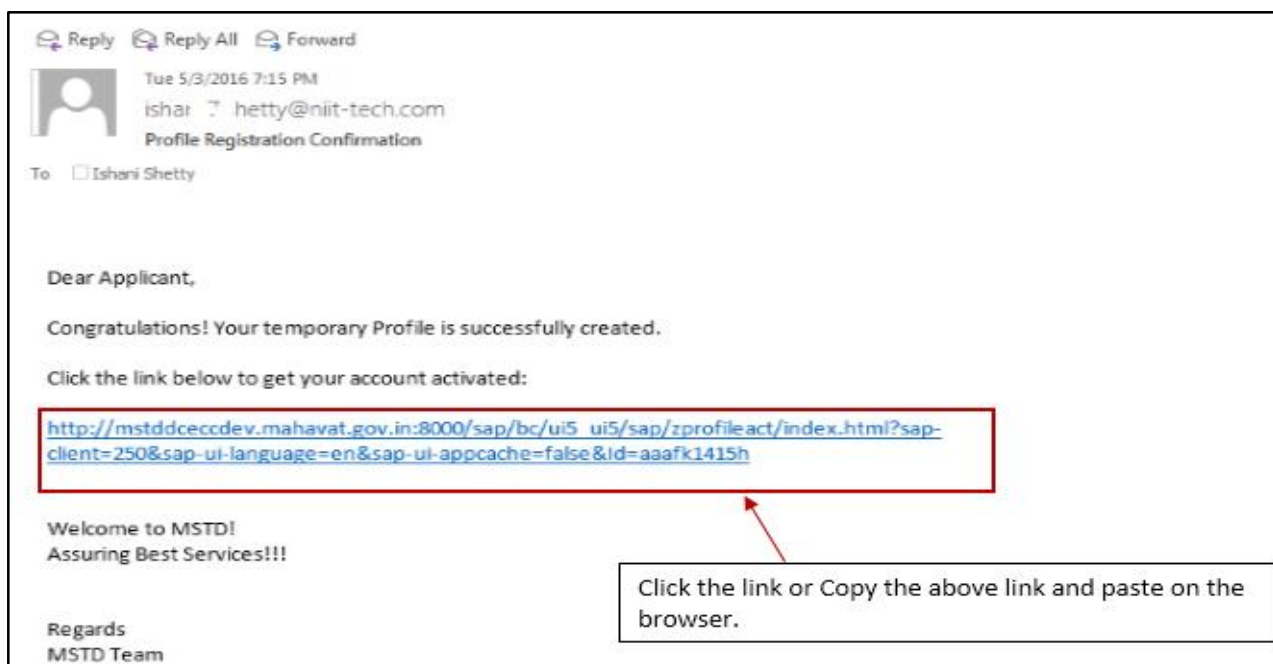 Reply Reply All Forward
Tue 5/3/2016 7:15 PM
hetty@niit-tech.com
Profile Registration Confirmation
To Ishani Shetty
Dear Applicant,
Congratulations! Your temporary Profile is successfully created.
Click the link below to get your account activated:
http://mstddceccdev.mahavat.gov.in:8000/sap/bc/ui5_ui5/sap/zprofileact/index.html?sap-
client=250&sap-ui-language=en&sap-ui-appcache=false&Id=aaafk1415h
Welcome to MSTD!
Assuring Best Services!!!
Click the link or Copy the above link and paste on the
browser.
Regards
MSTD Team